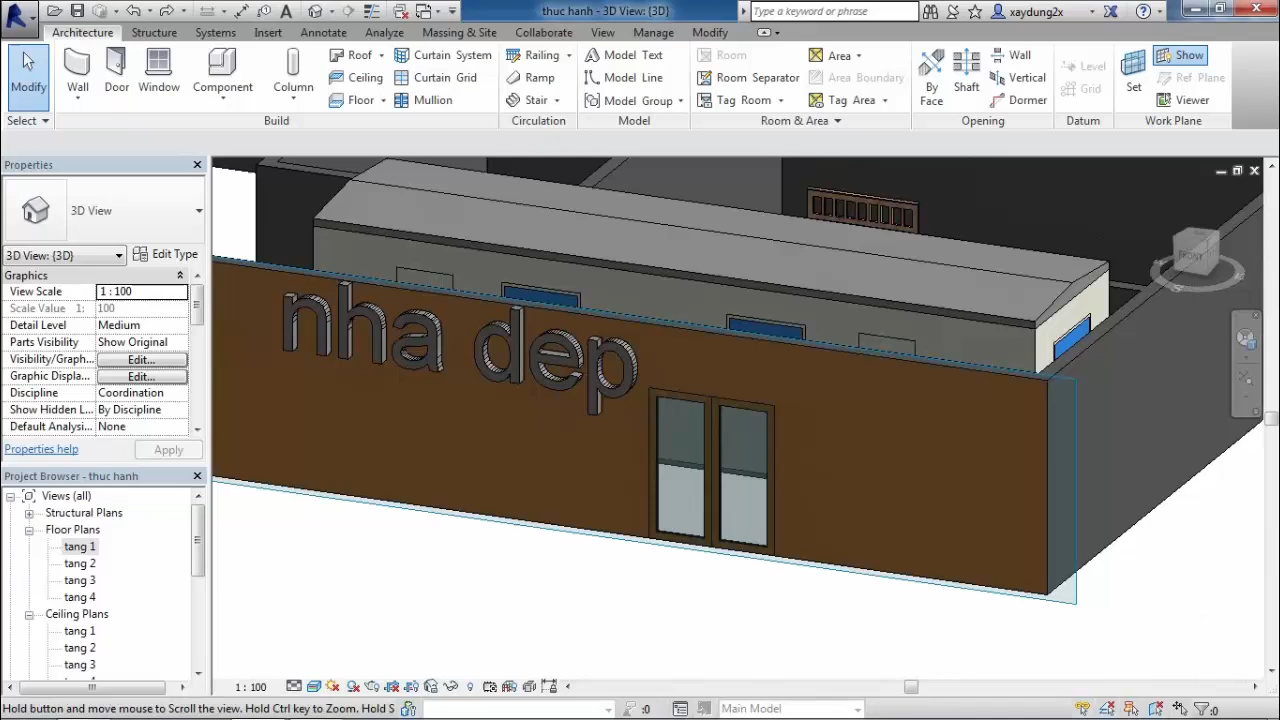 thuc hanh - 3D View: {3D}
Type a keyword or phrase
xaydung2x
Architecture Structure Systems Insert Annotate Analyze Massing & Site Collaborate View Manage Modify
Modify
Wall
Door
Window
Component
Column
Roof
Ceiling
Floor
Curtain System
Curtain Grid
Mullion
Railing
Ramp
Stair
Model Text
Model Line
Model Group
Room
Room Separator
Tag Room
Area
Area Boundary
Tag Area
By
Face
Shaft
Wall
Vertical
Dormer
Level
Grid
Set
Show
Ref Plane
Viewer
Select Build Circulation Model Room & Area Opening Datum Work Plane
Properties
3D View
3D View: {3D} Edit Type
Graphics
View Scale 1 : 100
Scale Value 1: 100
Detail Level Medium
Parts Visibility Show Original
Visibility/Graph... Edit...
Graphic Displa... Edit...
Discipline Coordination
Show Hidden L... By Discipline
Default Analysi... None
Properties help Apply
Project Browser - thuc hanh
Views (all)
Structural Plans
Floor Plans
tang 1
tang 2
tang 3
tang 4
Ceiling Plans
tang 1
tang 2
tang 3
nha dep
FRONT
S
1 : 100
Hold button and move mouse to Scroll the view. Hold Ctrl key to Zoom. Hold S
:0
Main Model
:0